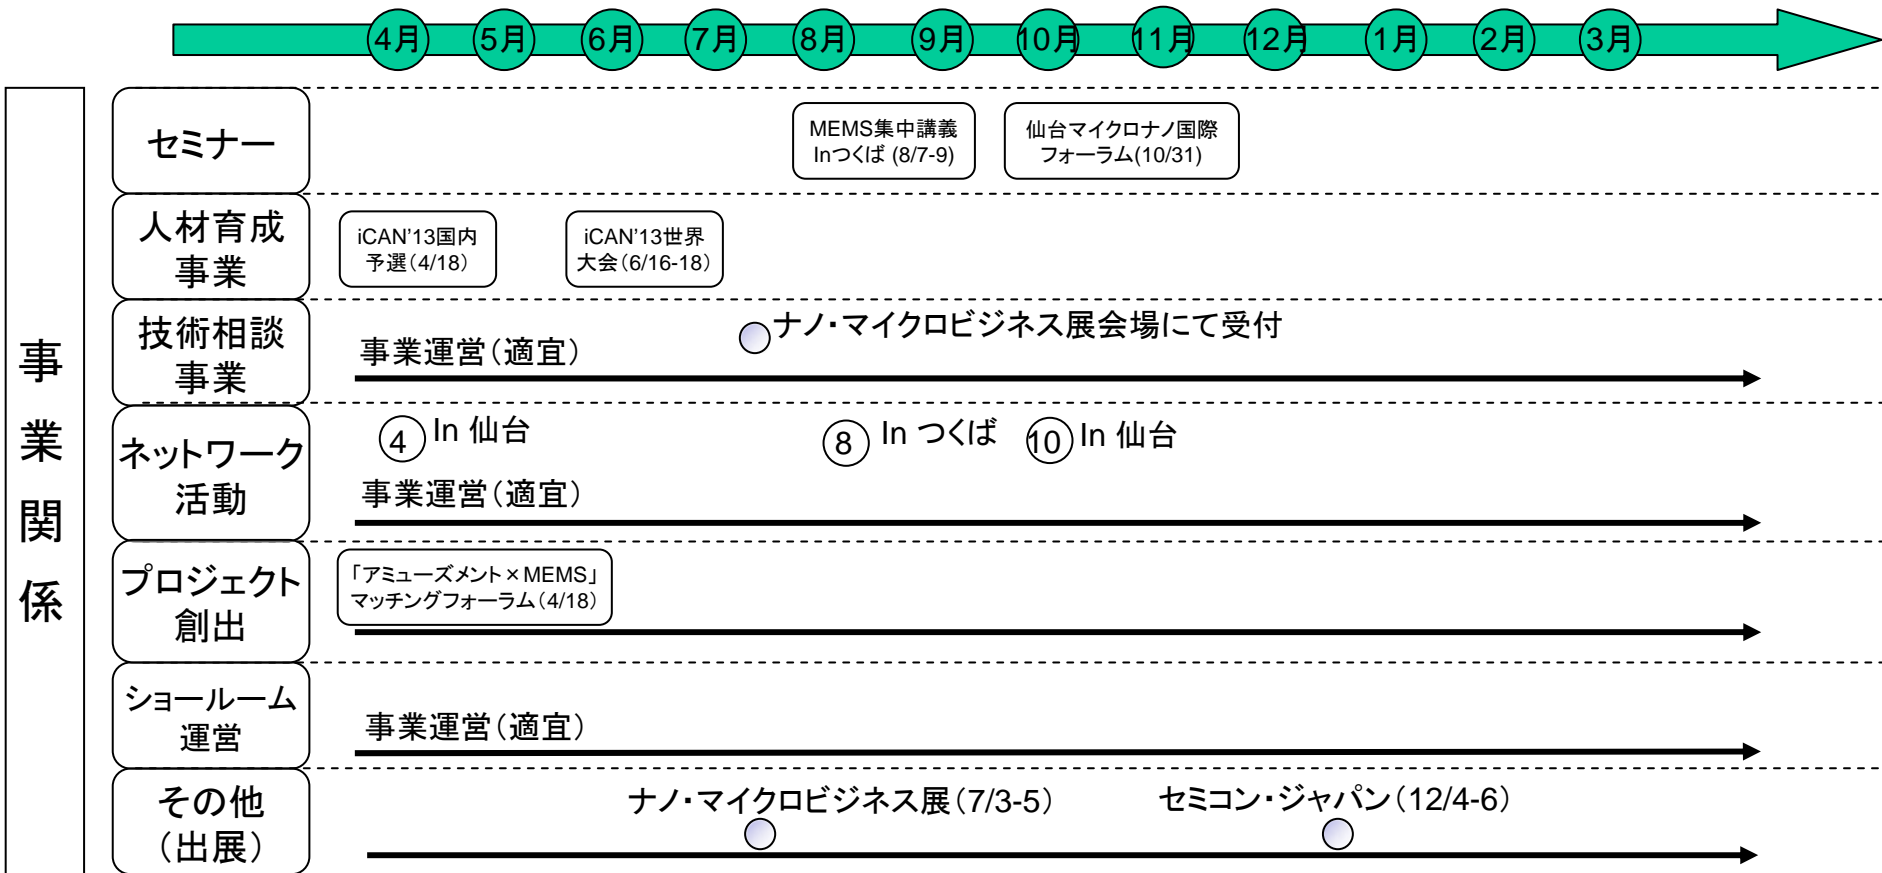 4月 5月 6月 7月 8月 9月 10月 11月 12月 1月 2月 3月
事業関係
セミナー
MEMS集中講義
Inつくば (8/7-9)
仙台マイクロナノ国際
フォーラム(10/31)
人材育成
事業
iCAN'13国内
予選(4/18)
iCAN'13世界
大会(6/16-18)
技術相談
事業
ナノ・マイクロビジネス展会場にて受付
事業運営(適宜)
ネットワーク
活動
4 In 仙台
8 In つくば
10 In 仙台
事業運営(適宜)
プロジェクト
創出
「アミューズメント×MEMS」
マッチングフォーラム(4/18)
ショールーム
運営
事業運営(適宜)
その他
(出展)
ナノ・マイクロビジネス展(7/3-5)
セミコン・ジャパン(12/4-6)